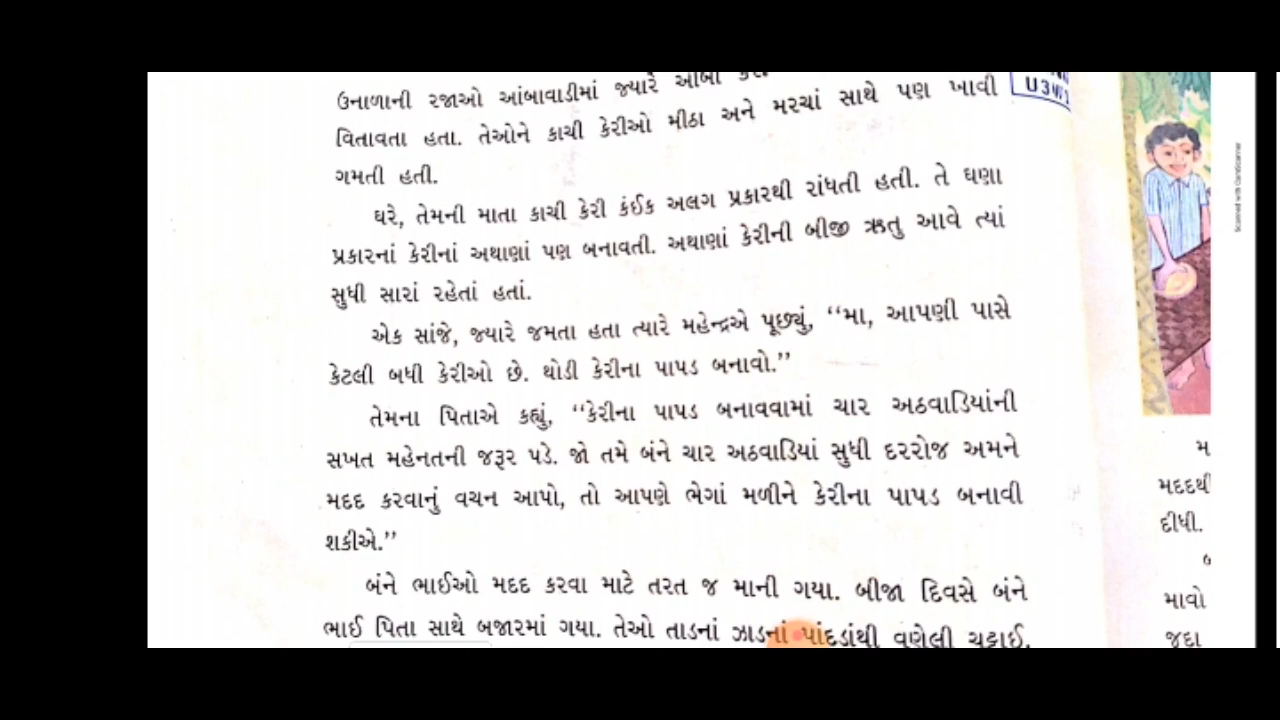 ઉનાળાની રજાઓ આંબાવાડીમાં જ્યારે આંબા
વિતાવતા હતા. તેઓને કાચી કેરીઓ મીઠા અને મરચાં સાથે પણ ખાવી
ગમતી હતી.
ઘરે, તેમની માતા કાચી કેરી કંઈક અલગ પ્રકારથી રાંધતી હતી. તે ઘણા
પ્રકારનાં કેરીનાં અથાણાં પણ બનાવતી. અથાણાં કેરીની બીજી ઋતુ આવે ત્યાં
સુધી સારાં રહેતાં હતાં.
એક સાંજે, જ્યારે જમતા હતા ત્યારે મહેન્દ્રએ પૂછ્યું, ‘‘મા, આપણી પાસે
કેટલી બધી કેરીઓ છે. થોડી કેરીના પાપડ બનાવો.’’
તેમના પિતાએ કહ્યું, ‘‘કેરીના પાપડ બનાવવામાં ચાર અઠવાડિયાંની
સખત મહેનતની જરૂર પડે. જો તમે બંને ચાર અઠવાડિયાં સુધી દરરોજ અમને
મદદ કરવાનું વચન આપો, તો આપણે ભેગાં મળીને કેરીના પાપડ બનાવી
શકીએ.’’
બંને ભાઈઓ મદદ કરવા માટે તરત જ માની ગયા. બીજા દિવસે બંને
ભાઈ પિતા સાથે બજારમાં ગયા. તેઓ તાડનાં ઝાડનાં પાંદડાંથી વણેલી ચટ્ટાઈ,
Scanned with CamScanner
મદદથી
દીધી.
માવો
જુદા